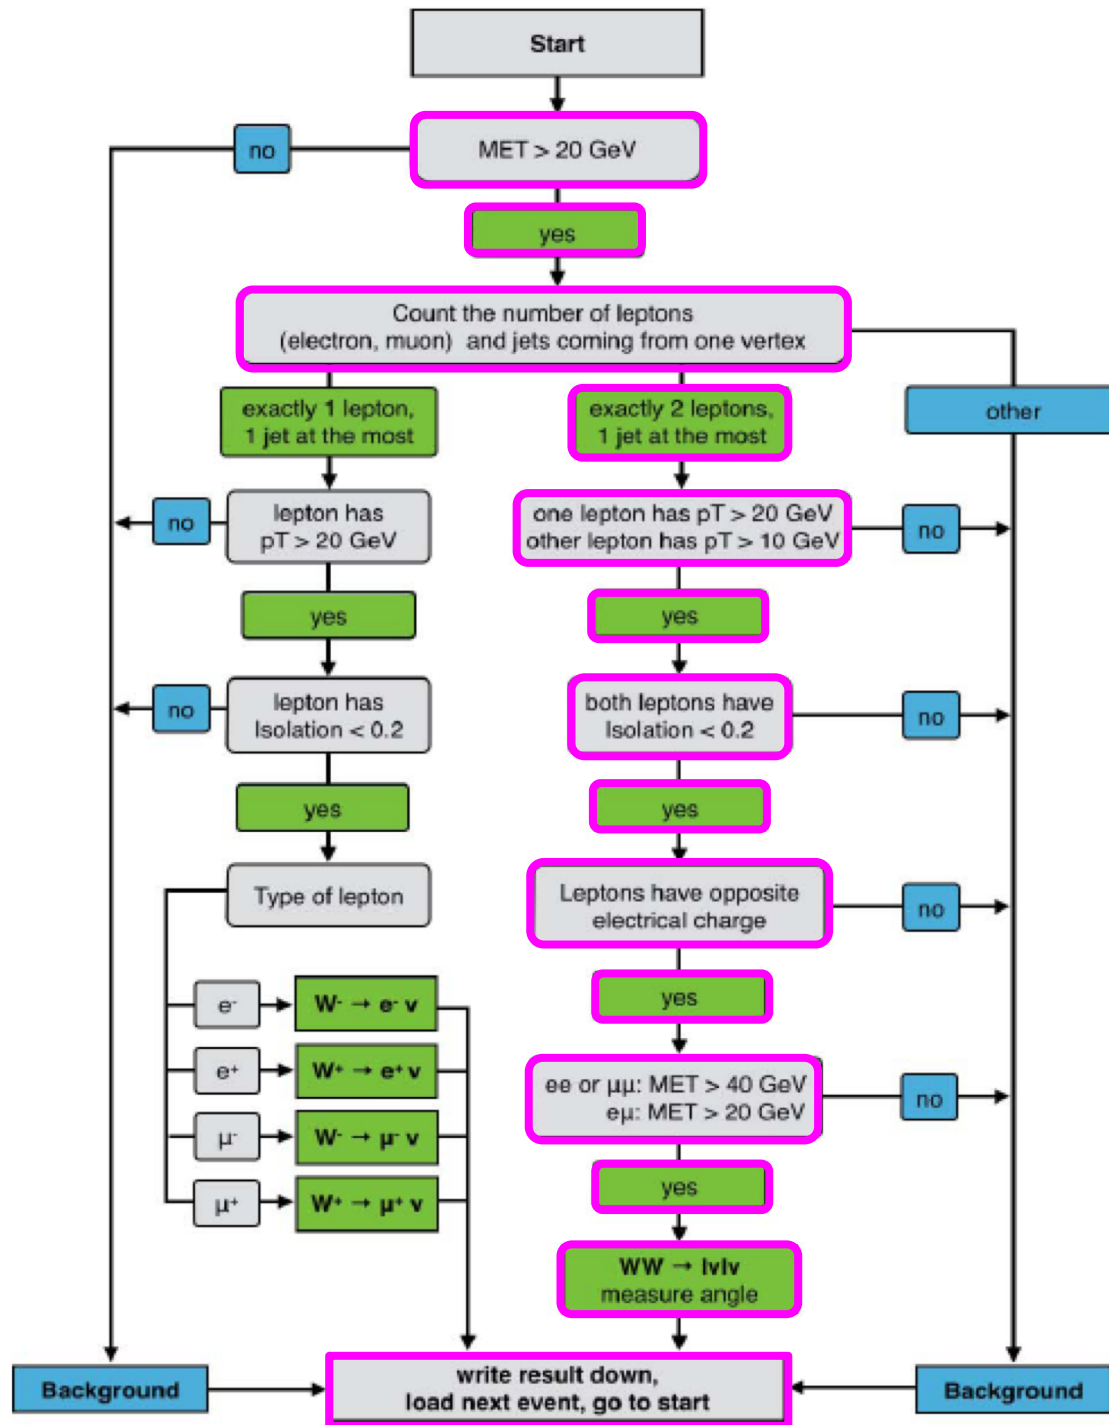 Start
no
MET > 20 GeV
yes
Count the number of leptons
(electron, muon) and jets coming from one vertex
exactly 1 lepton,
1 jet at the most
exactly 2 leptons,
1 jet at the most
other
no
lepton has
pT > 20 GeV
one lepton has pT > 20 GeV
other lepton has pT > 10 GeV
no
yes
yes
no
lepton has
Isolation < 0.2
both leptons have
Isolation < 0.2
no
yes
yes
Type of lepton
Leptons have opposite
electrical charge
no
e⁻
W⁻ → e⁻ v
yes
e⁺
W⁺ → e⁺ v
ee or μμ: MET > 40 GeV
eμ: MET > 20 GeV
no
μ⁻
W⁻ → μ⁻ v
μ⁺
W⁺ → μ⁺ v
yes
WW → lvlv
measure angle
Background
write result down,
load next event, go to start
Background